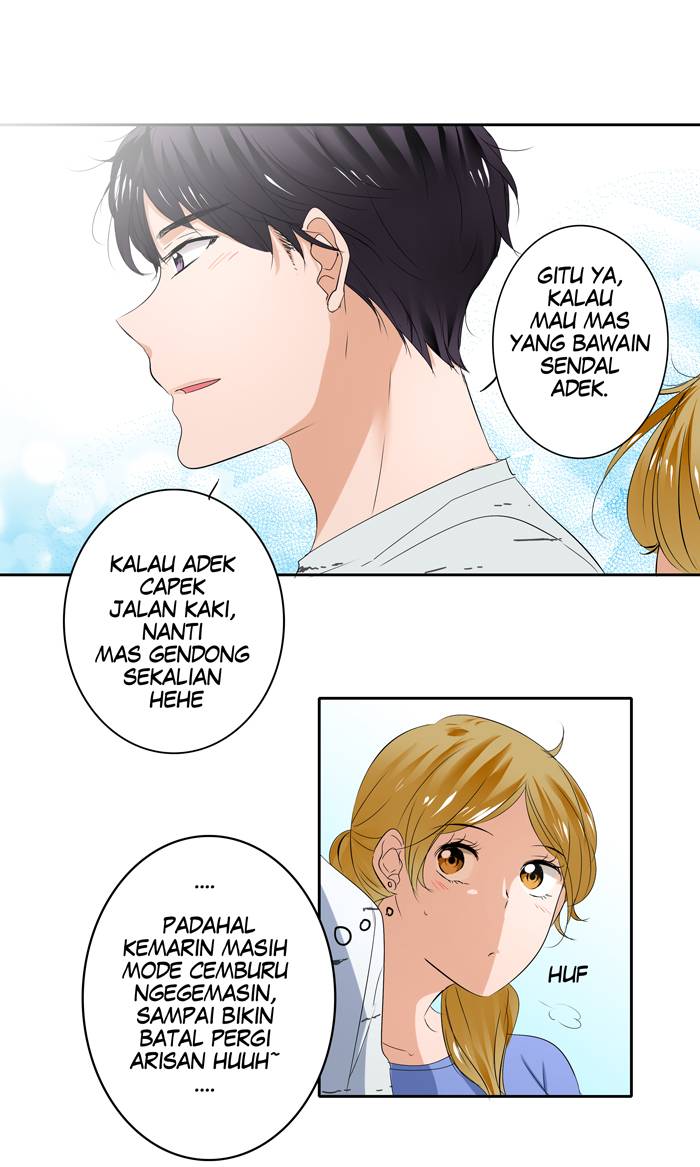 GITU YA,
KALAU
MAU MAS
YANG BAWAIN
SENDAL
ADEK.
KALAU ADEK
CAPEK
JALAN KAKI,
NANTI
MAS GENDONG
SEKALIAN
HEHE
....
PADAHAL
KEMARIN MASIH
MODE CEMBURU
NGEGEMASIN,
SAMPAI BIKIN
BATAL PERGI
ARISAN HUUH~
....
HUF